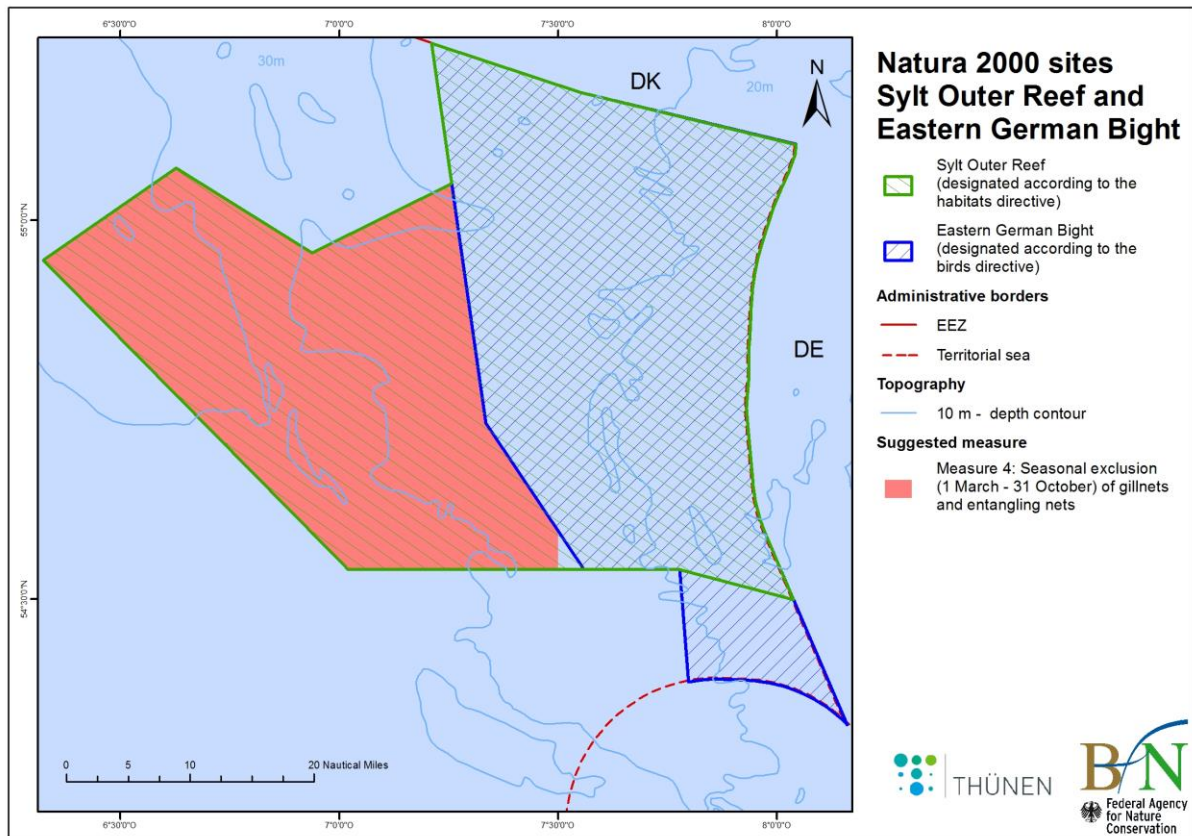 6°30'0"O
7°0'0"O
7°30'0"O
8°0'0"O
30m
DK
20m
N
55°0'0"N
DE
54°30'0"N
0 5 10 20 Nautical Miles
6°30'0"O
7°0'0"O
7°30'0"O
8°0'0"O
Natura 2000 sites
Sylt Outer Reef and
Eastern German Bight
Sylt Outer Reef
(designated according to the
habitats directive)
Eastern German Bight
(designated according to the
birds directive)
Administrative borders
EEZ
Territorial sea
Topography
10 m - depth contour
Suggested measure
Measure 4: Seasonal exclusion
(1 March - 31 October) of gillnets
and entangling nets
THÜNEN
BfN
Federal Agency
for Nature
Conservation